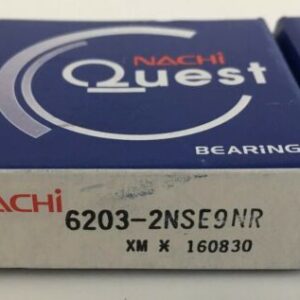 NACHi
Quest
BEARING
NACHi
6203-2NSE9NR
XM * 160830